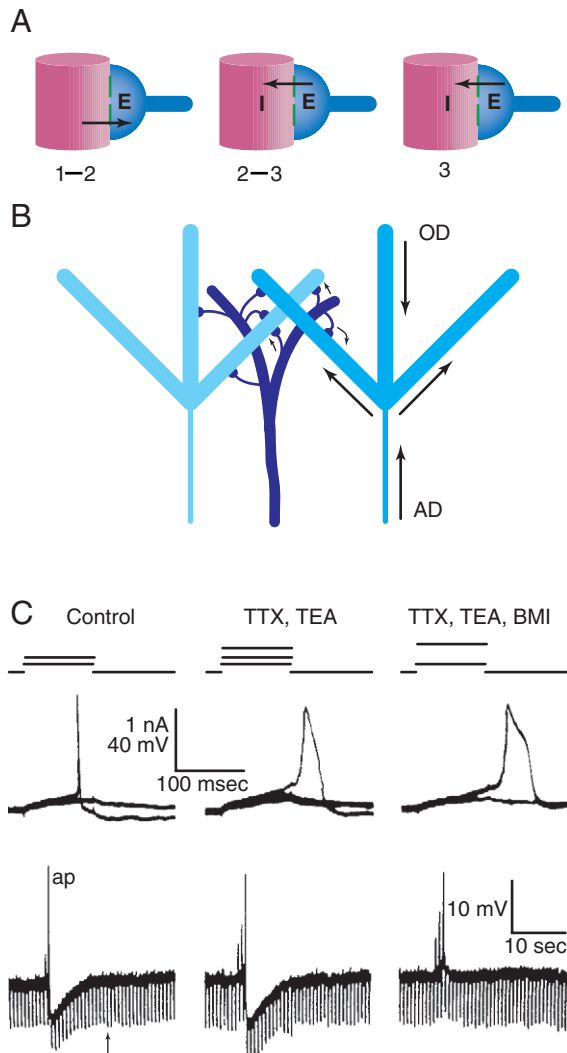 A
E
I E
I E
1–2
2–3
3
B
OD
AD
C
Control
TTX, TEA
TTX, TEA, BMI
1 nA
40 mV
100 msec
ap
10 mV
10 sec